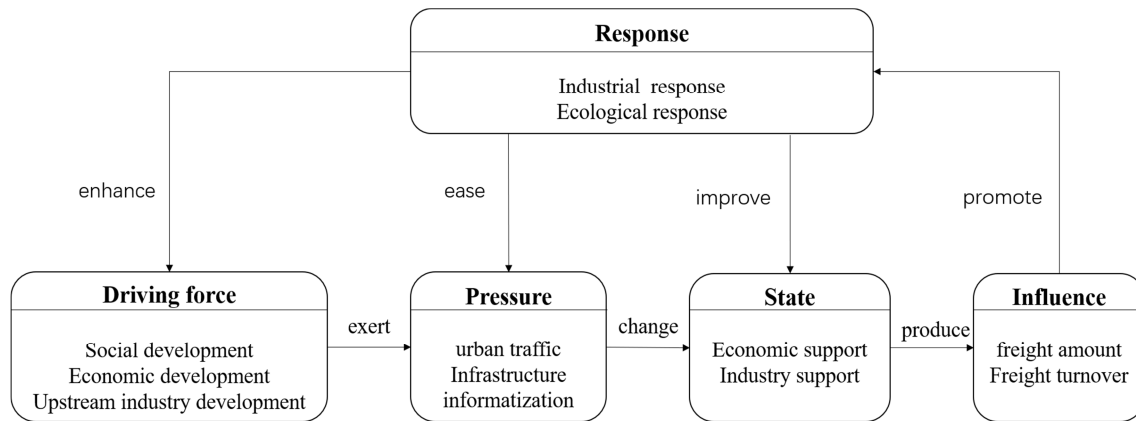 Response
Industrial response
Ecological response
enhance
ease
improve
promote
Driving force
Social development
Economic development
Upstream industry development
exert
Pressure
urban traffic
Infrastructure
informatization
change
State
Economic support
Industry support
produce
Influence
freight amount
Freight turnover